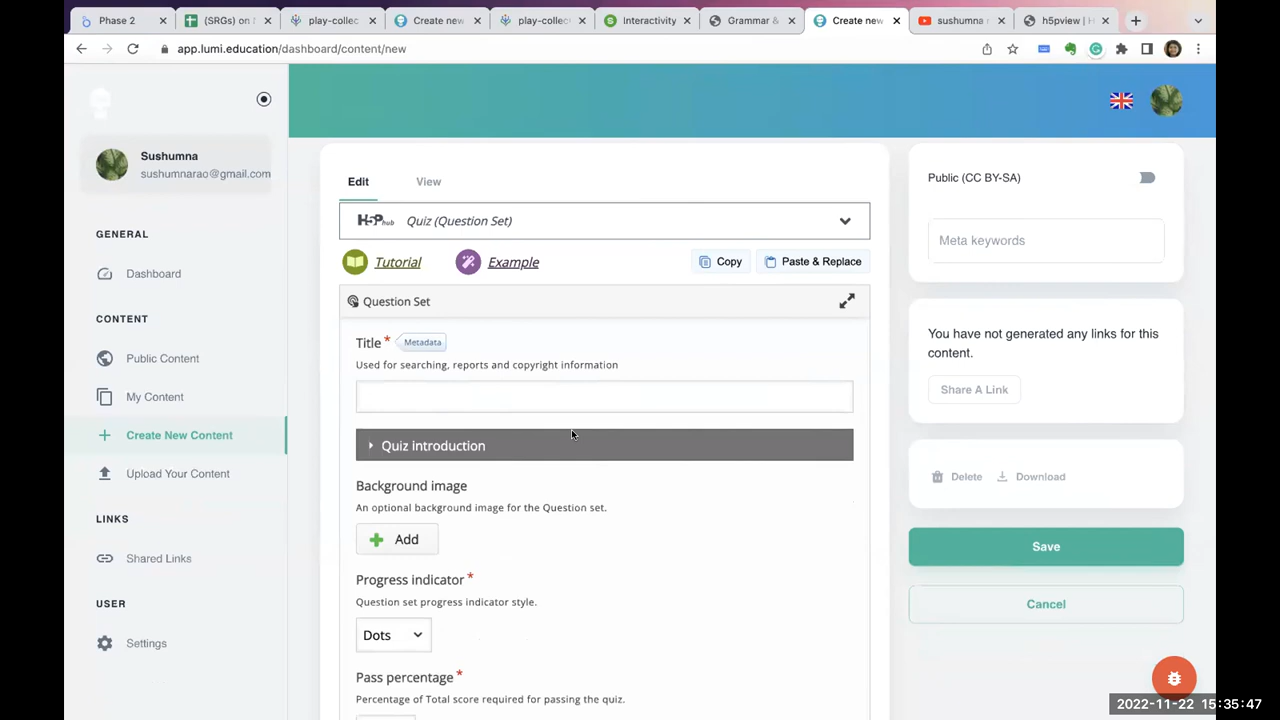 Phase 2
(SRGs) on
play-collec
Create new
play-collec
Interactivity
Grammar &
Create new
sushumna
h5pview | H
app.lumi.education/dashboard/content/new
Sushumna
sushumnarao@gmail.com
GENERAL
Dashboard
CONTENT
Public Content
My Content
Create New Content
Upload Your Content
LINKS
Shared Links
USER
Settings
Edit
View
H5P hub
Quiz (Question Set)
Tutorial
Example
Copy
Paste & Replace
Question Set
Title*
Metadata
Used for searching, reports and copyright information
Quiz introduction
Background image
An optional background image for the Question set.
Add
Progress indicator *
Question set progress indicator style.
Dots
Pass percentage *
Percentage of Total score required for passing the quiz.
Public (CC BY-SA)
Meta keywords
You have not generated any links for this
content.
Share A Link
Delete
Download
Save
Cancel
2022-11-22 15:35:47